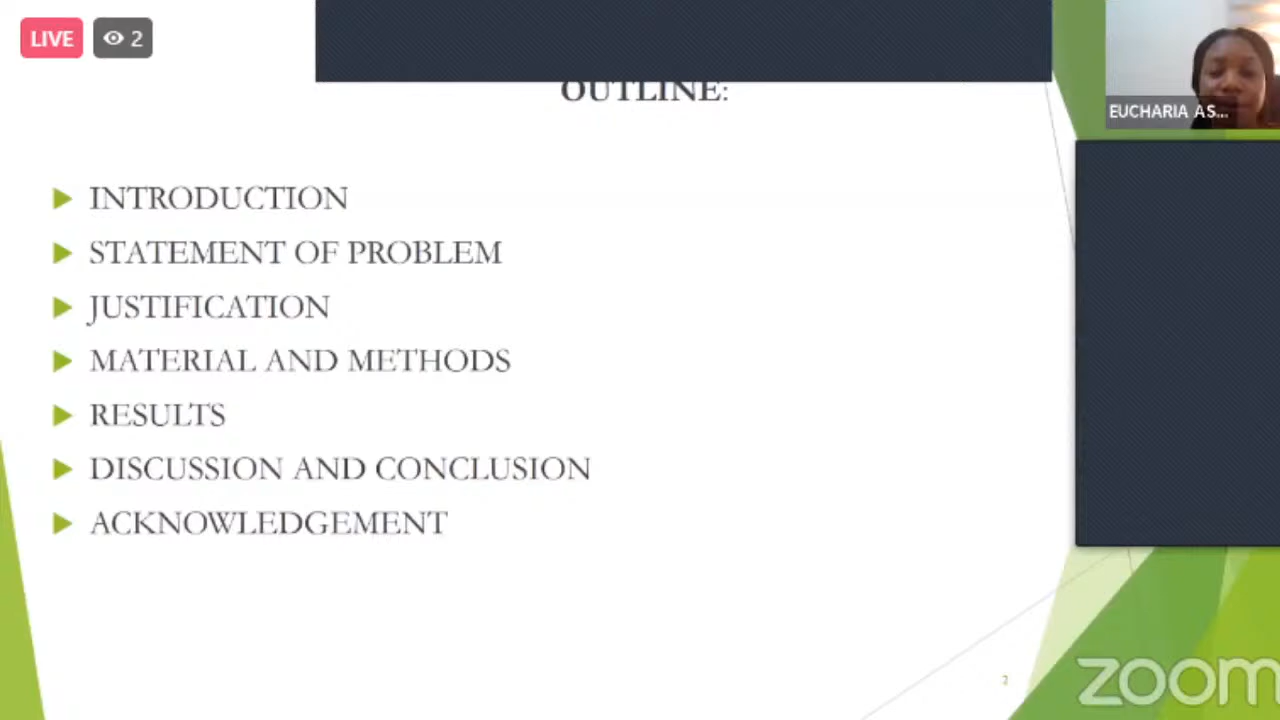 LIVE 2
OUTLINE:
EUCHARIA AS...
INTRODUCTION
STATEMENT OF PROBLEM
JUSTIFICATION
MATERIAL AND METHODS
RESULTS
DISCUSSION AND CONCLUSION
ACKNOWLEDGEMENT
2
zoom